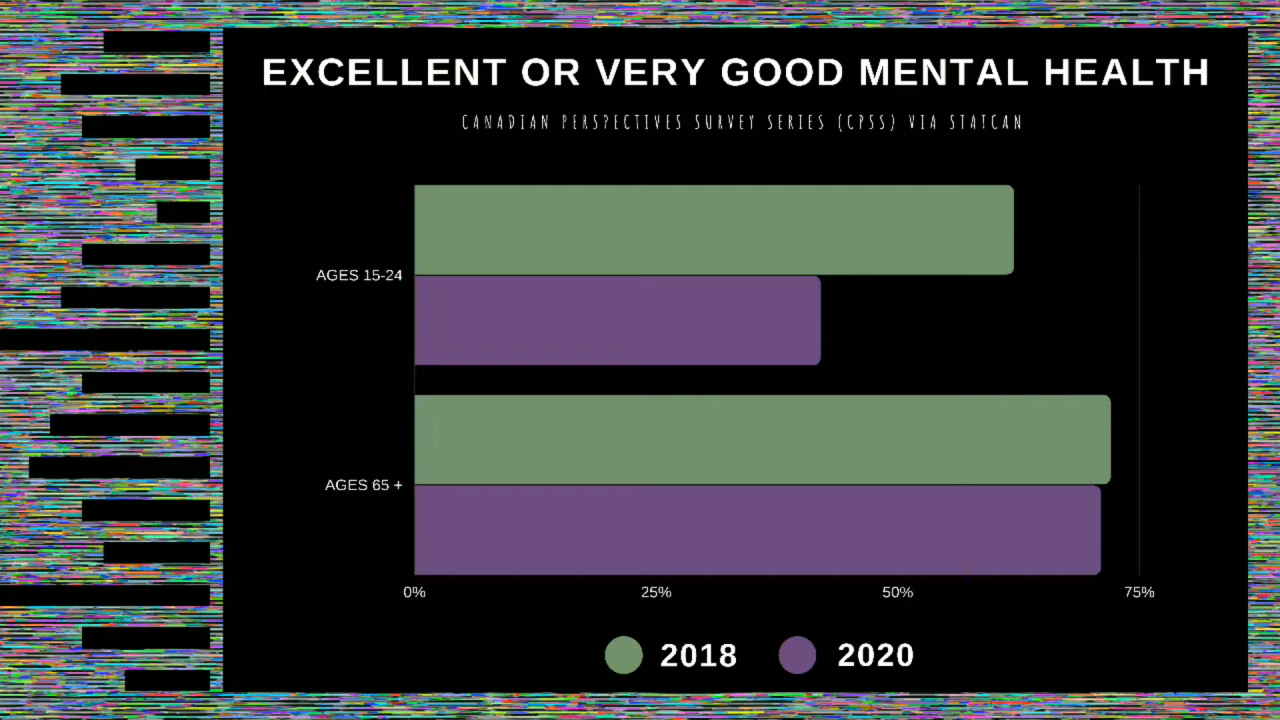 EXCELLENT OR VERY GOOD MENTAL HEALTH
CANADIAN PERSPECTIVES SURVEY SERIES (CPSS) VIA STATCAN
AGES 15-24
AGES 65 +
0% 25% 50% 75%
2018 2020